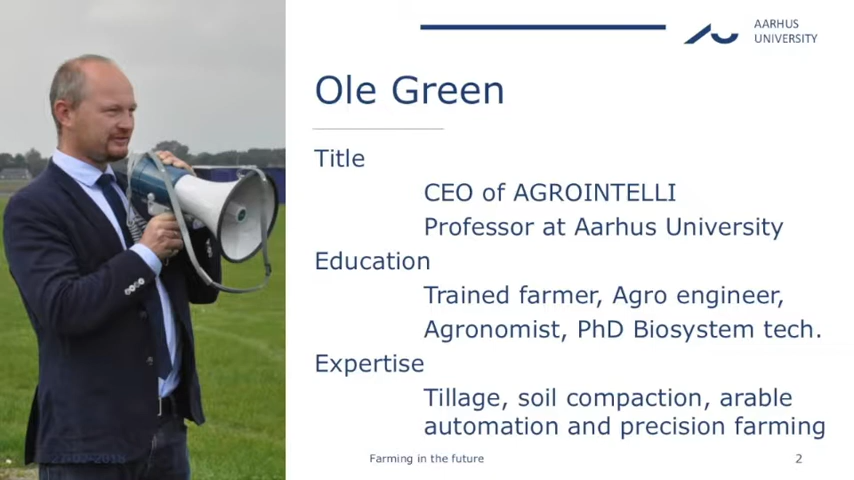 AARHUS
UNIVERSITY
Ole Green
Title
CEO of AGROINTELLI
Professor at Aarhus University
Education
Trained farmer, Agro engineer,
Agronomist, PhD Biosystem tech.
Expertise
Tillage, soil compaction, arable
automation and precision farming
Farming in the future
2